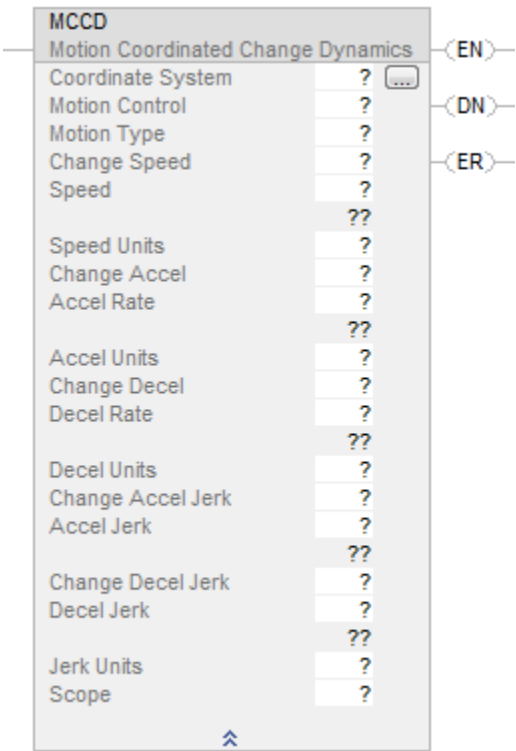 MCCD
Motion Coordinated Change Dynamics EN
Coordinate System ? ...
Motion Control ? DN
Motion Type ?
Change Speed ? ER
Speed ?
??
Speed Units ?
Change Accel ?
Accel Rate ?
??
Accel Units ?
Change Decel ?
Decel Rate ?
??
Decel Units ?
Change Accel Jerk ?
Accel Jerk ?
??
Change Decel Jerk ?
Decel Jerk ?
??
Jerk Units ?
Scope ?